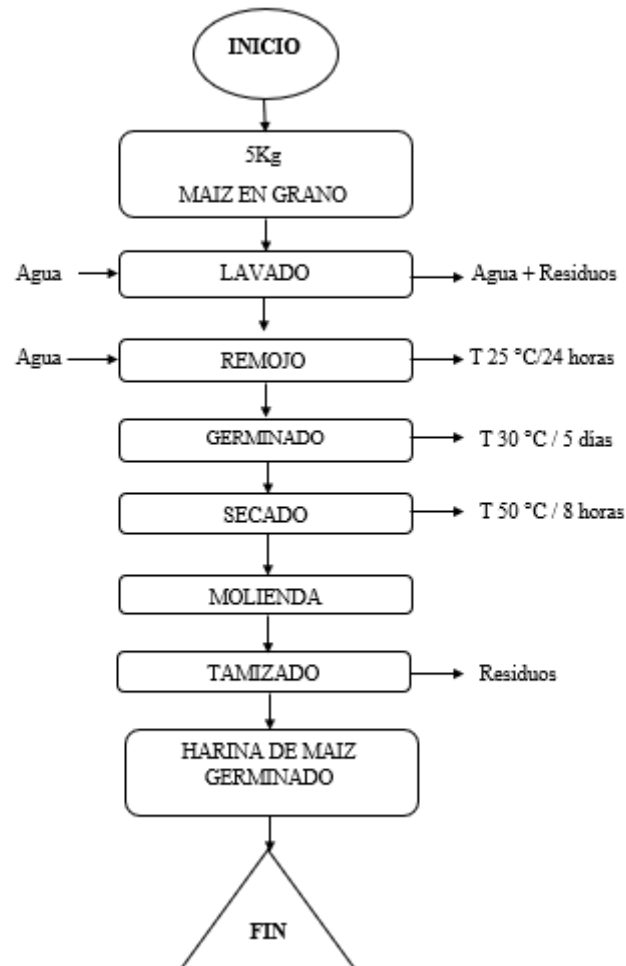 INICIO
5Kg
MAIZ EN GRANO
Agua
LAVADO
Agua + Residuos
Agua
REMOJO
T 25 °C/24 horas
GERMINADO
T 30 °C / 5 días
SECADO
T 50 °C / 8 horas
MOLIENDA
TAMIZADO
Residuos
HARINA DE MAIZ
GERMINADO
FIN